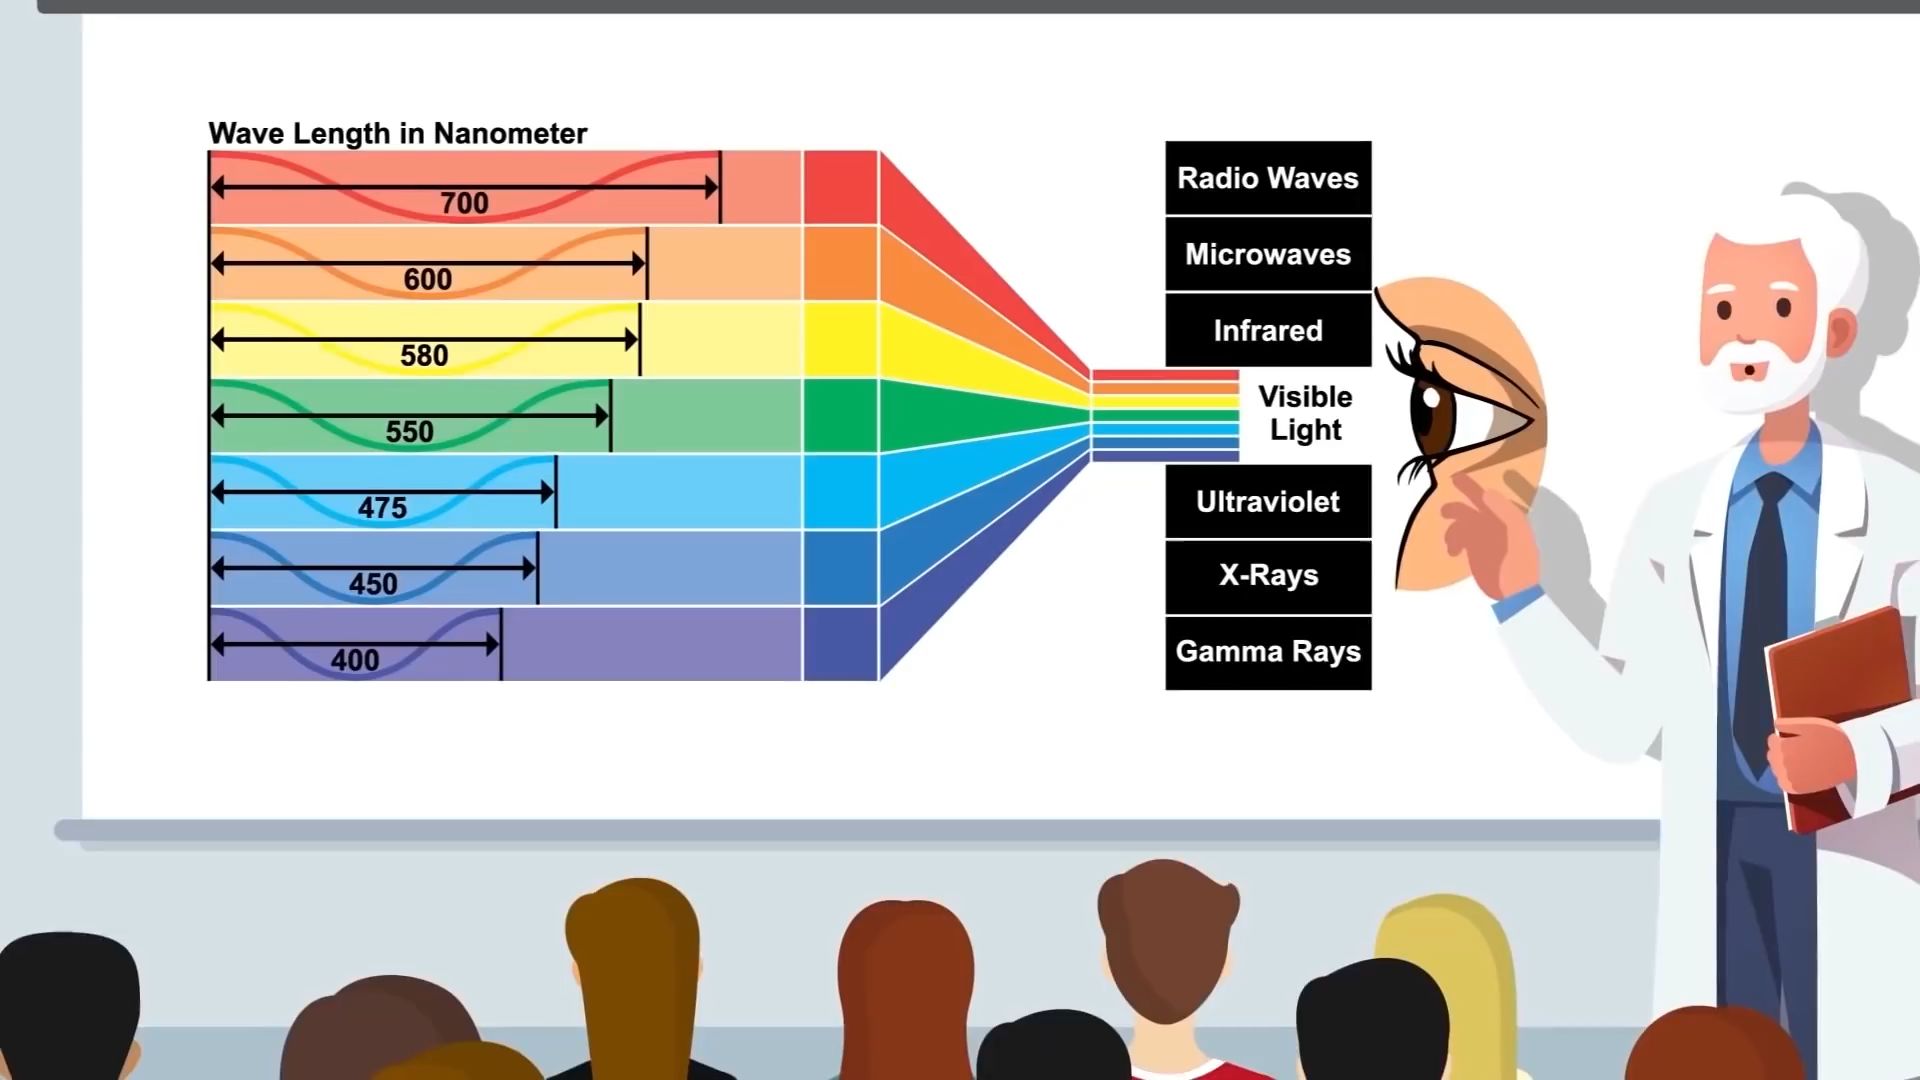 Wave Length in Nanometer
700
600
580
550
475
450
400
Radio Waves
Microwaves
Infrared
Visible
Light
Ultraviolet
X-Rays
Gamma Rays